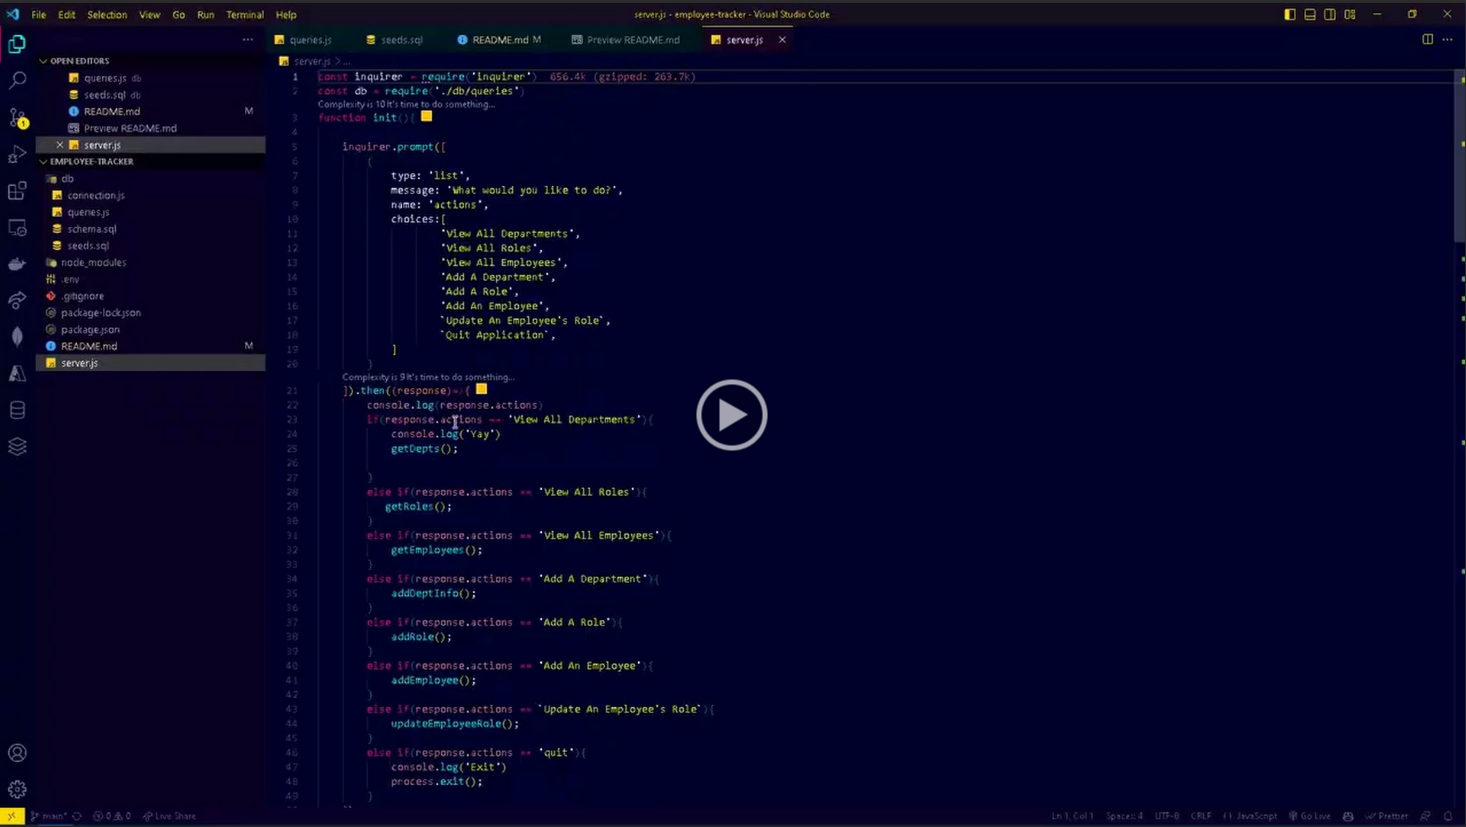 File Edit Selection View Go Run Terminal Help
server.js - employee-tracker - Visual Studio Code
queries.js
seeds.sql
README.md M
Preview README.md
server.js
OPEN EDITORS
queries.js db
seeds.sql db
README.md M
Preview README.md
server.js
EMPLOYEE-TRACKER
db
connection.js
queries.js
schema.sql
seeds.sql
node_modules
.env
.gitignore
package-lock.json
package.json
README.md M
server.js
1
server.js > ...
1 const inquirer = require('inquirer') 656.4k (gzipped: 263.7k)
2 const db = require('./db/queries')
Complexity is 10 It's time to do something...
3 function init(){
4
5 inquirer.prompt([
6 {
7 type: 'list',
8 message: 'What would you like to do?',
9 name: 'actions',
10 choices:[
11 'View All Departments',
12 'View All Roles',
13 'View All Employees',
14 'Add A Department',
15 'Add A Role',
16 'Add An Employee',
17 `Update An Employee's Role`,
18 `Quit Application`,
19 ]
20 }
Complexity is 9 It's time to do something...
21 ]).then((response)=>{
22 console.log(response.actions)
23 if(response.actions == 'View All Departments'){
24 console.log('Yay')
25 getDepts();
26
27 }
28 else if(response.actions == 'View All Roles'){
29 getRoles();
30 }
31 else if(response.actions == 'View All Employees'){
32 getEmployees();
33 }
34 else if(response.actions == 'Add A Department'){
35 addDeptInfo();
36 }
37 else if(response.actions == 'Add A Role'){
38 addRole();
39 }
40 else if(response.actions == 'Add An Employee'){
41 addEmployee();
42 }
43 else if(response.actions == `Update An Employee's Role`){
44 updateEmployeeRole();
45 }
46 else if(response.actions == 'quit'){
47 console.log('Exit')
48 process.exit();
49 }
main* 0 0 Live Share
Ln 1, Col 1 Spaces: 4 UTF-8 CRLF {} JavaScript Go Live Prettier